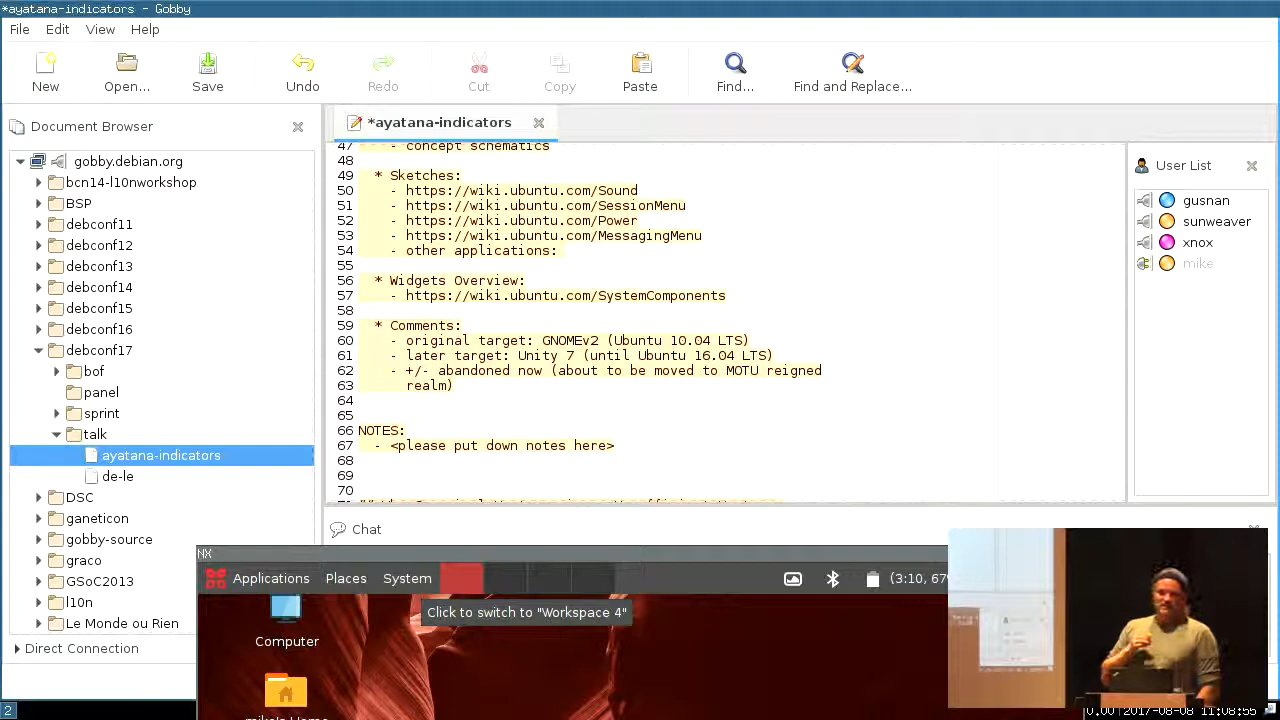 *ayatana-indicators - Gobby
File Edit View Help
New Open... Save Undo Redo Cut Copy Paste Find... Find and Replace...
Document Browser
gobby.debian.org
bcn14-l10nworkshop
BSP
debconf11
debconf12
debconf13
debconf14
debconf15
debconf16
debconf17
bof
panel
sprint
talk
ayatana-indicators
de-le
DSC
ganeticon
gobby-source
graco
GSoC2013
l10n
Le Monde ou Rien
Direct Connection
*ayatana-indicators
47 - concept schematics
48
49 * Sketches:
50 - https://wiki.ubuntu.com/Sound
51 - https://wiki.ubuntu.com/SessionMenu
52 - https://wiki.ubuntu.com/Power
53 - https://wiki.ubuntu.com/MessagingMenu
54 - other applications:
55
56 * Widgets Overview:
57 - https://wiki.ubuntu.com/SystemComponents
58
59 * Comments:
60 - original target: GNOMEv2 (Ubuntu 10.04 LTS)
61 - later target: Unity 7 (until Ubuntu 16.04 LTS)
62 - +/- abandoned now (about to be moved to MOTU reigned
63 realm)
64
65
66 NOTES:
67 - <please put down notes here>
68
69
70
User List
gusnan
sunweaver
xnox
mike
Chat
NX
Applications Places System (3:10, 67%
Click to switch to "Workspace 4"
Computer
mike's Home
2
0.00 2017-08-08 11:08:55